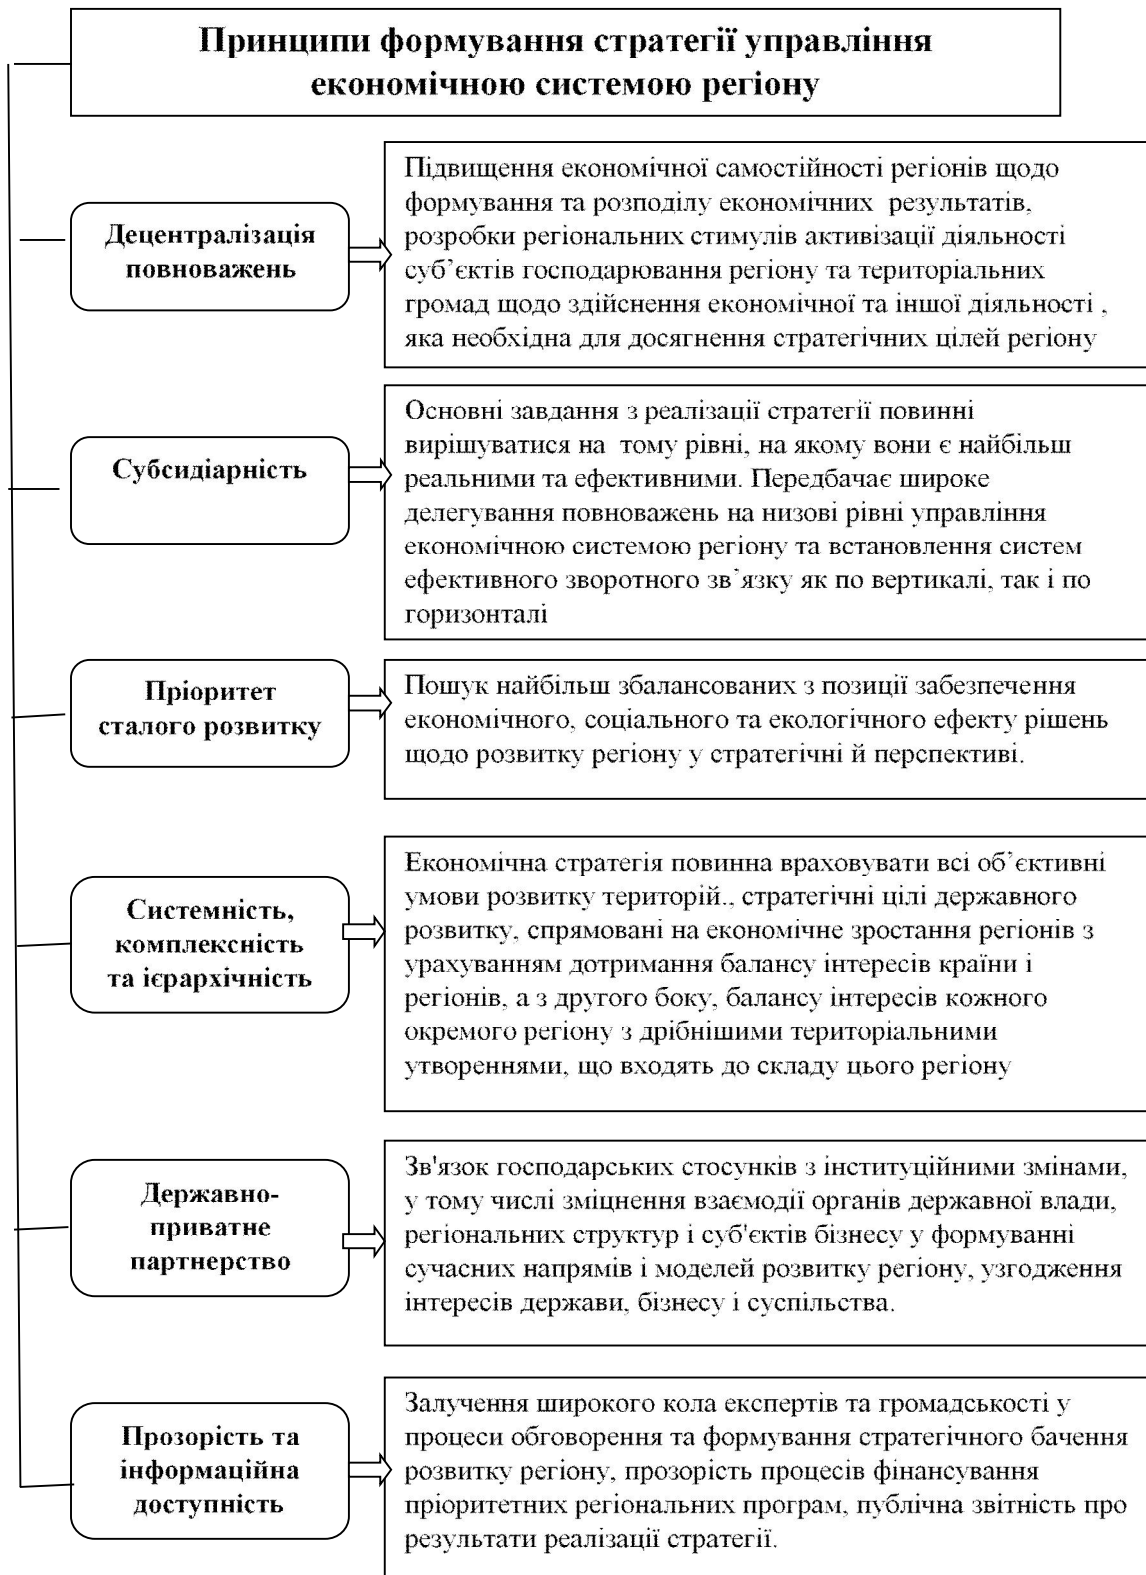 Принципи формування стратегії управління
економічною системою регіону
Децентралізація
повноважень
Підвищення економічної самостійності регіонів щодо
формування та розподілу економічних результатів,
розробки регіональних стимулів активізації діяльності
суб’єктів господарювання регіону та територіальних
громад щодо здійснення економічної та іншої діяльності ,
яка необхідна для досягнення стратегічних цілей регіону
Субсидіарність
Основні завдання з реалізації стратегії повинні
вирішуватися на тому рівні, на якому вони є найбільш
реальними та ефективними. Передбачає широке
делегування повноважень на низові рівні управління
економічною системою регіону та встановлення систем
ефективного зворотного зв`язку як по вертикалі, так і по
горизонталі
Пріоритет
сталого розвитку
Пошук найбільш збалансованих з позиції забезпечення
економічного, соціального та екологічного ефекту рішень
щодо розвитку регіону у стратегічні й перспективі.
Системність,
комплексність
та ієрархічність
Економічна стратегія повинна враховувати всі об’єктивні
умови розвитку територій., стратегічні цілі державного
розвитку, спрямовані на економічне зростання регіонів з
урахуванням дотримання балансу інтересів країни і
регіонів, а з другого боку, балансу інтересів кожного
окремого регіону з дрібнішими територіальними
утвореннями, що входять до складу цього регіону
Державно-
приватне
партнерство
Зв'язок господарських стосунків з інституційними змінами,
у тому числі зміцнення взаємодії органів державної влади,
регіональних структур і суб'єктів бізнесу у формуванні
сучасних напрямів і моделей розвитку регіону, узгодження
інтересів держави, бізнесу і суспільства.
Прозорість та
інформаційна
доступність
Залучення широкого кола експертів та громадськості у
процеси обговорення та формування стратегічного бачення
розвитку регіону, прозорість процесів фінансування
пріоритетних регіональних програм, публічна звітність про
результати реалізації стратегії.